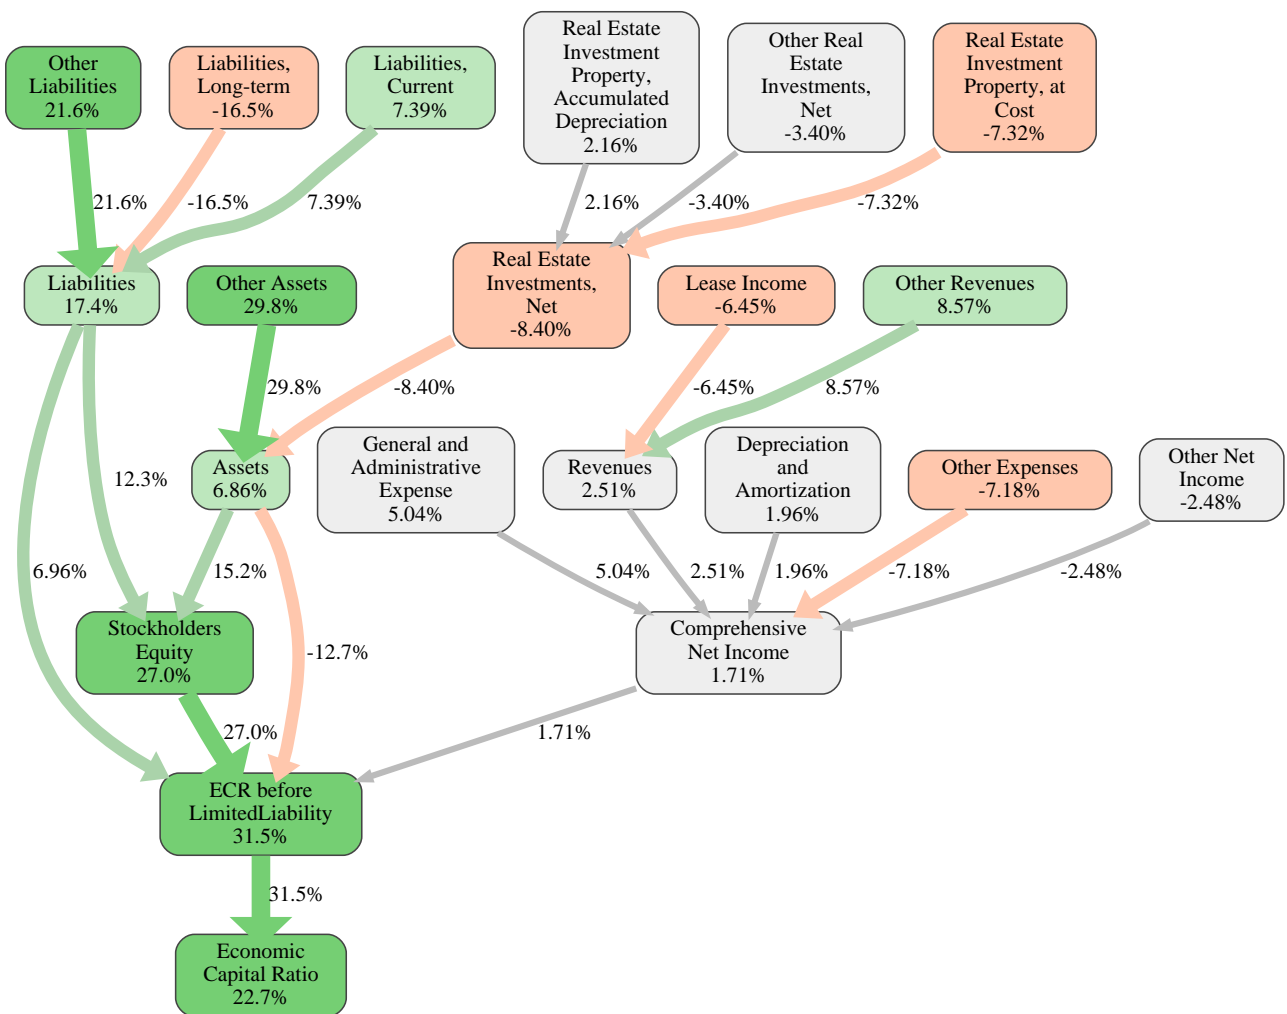 Other
Liabilities
21.6%
Liabilities,
Long-term
-16.5%
Liabilities,
Current
7.39%
Real Estate
Investment
Property,
Accumulated
Depreciation
2.16%
Other Real
Estate
Investments,
Net
-3.40%
Real Estate
Investment
Property, at
Cost
-7.32%
21.6%
-16.5%
7.39%
2.16%
-3.40%
-7.32%
Liabilities
17.4%
Other Assets
29.8%
Real Estate
Investments,
Net
-8.40%
Lease Income
-6.45%
Other Revenues
8.57%
29.8%
-8.40%
-6.45%
8.57%
12.3%
Assets
6.86%
General and
Administrative
Expense
5.04%
Revenues
2.51%
Depreciation
and
Amortization
1.96%
Other Expenses
-7.18%
Other Net
Income
-2.48%
6.96%
15.2%
5.04%
2.51%
1.96%
-7.18%
-2.48%
Stockholders
Equity
27.0%
-12.7%
Comprehensive
Net Income
1.71%
27.0%
1.71%
ECR before
LimitedLiability
31.5%
31.5%
Economic
Capital Ratio
22.7%